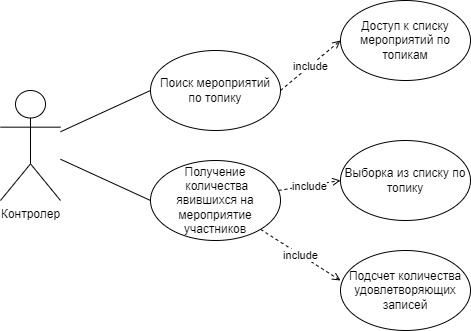 Доступ к списку
мероприятий по
топикам
include
Поиск мероприятий
по топику
Получение
количества
явившихся на
мероприятие
участников
include
Выборка из списку по
топику
Контролер
include
Подсчет количества
удовлетворяющих
записей